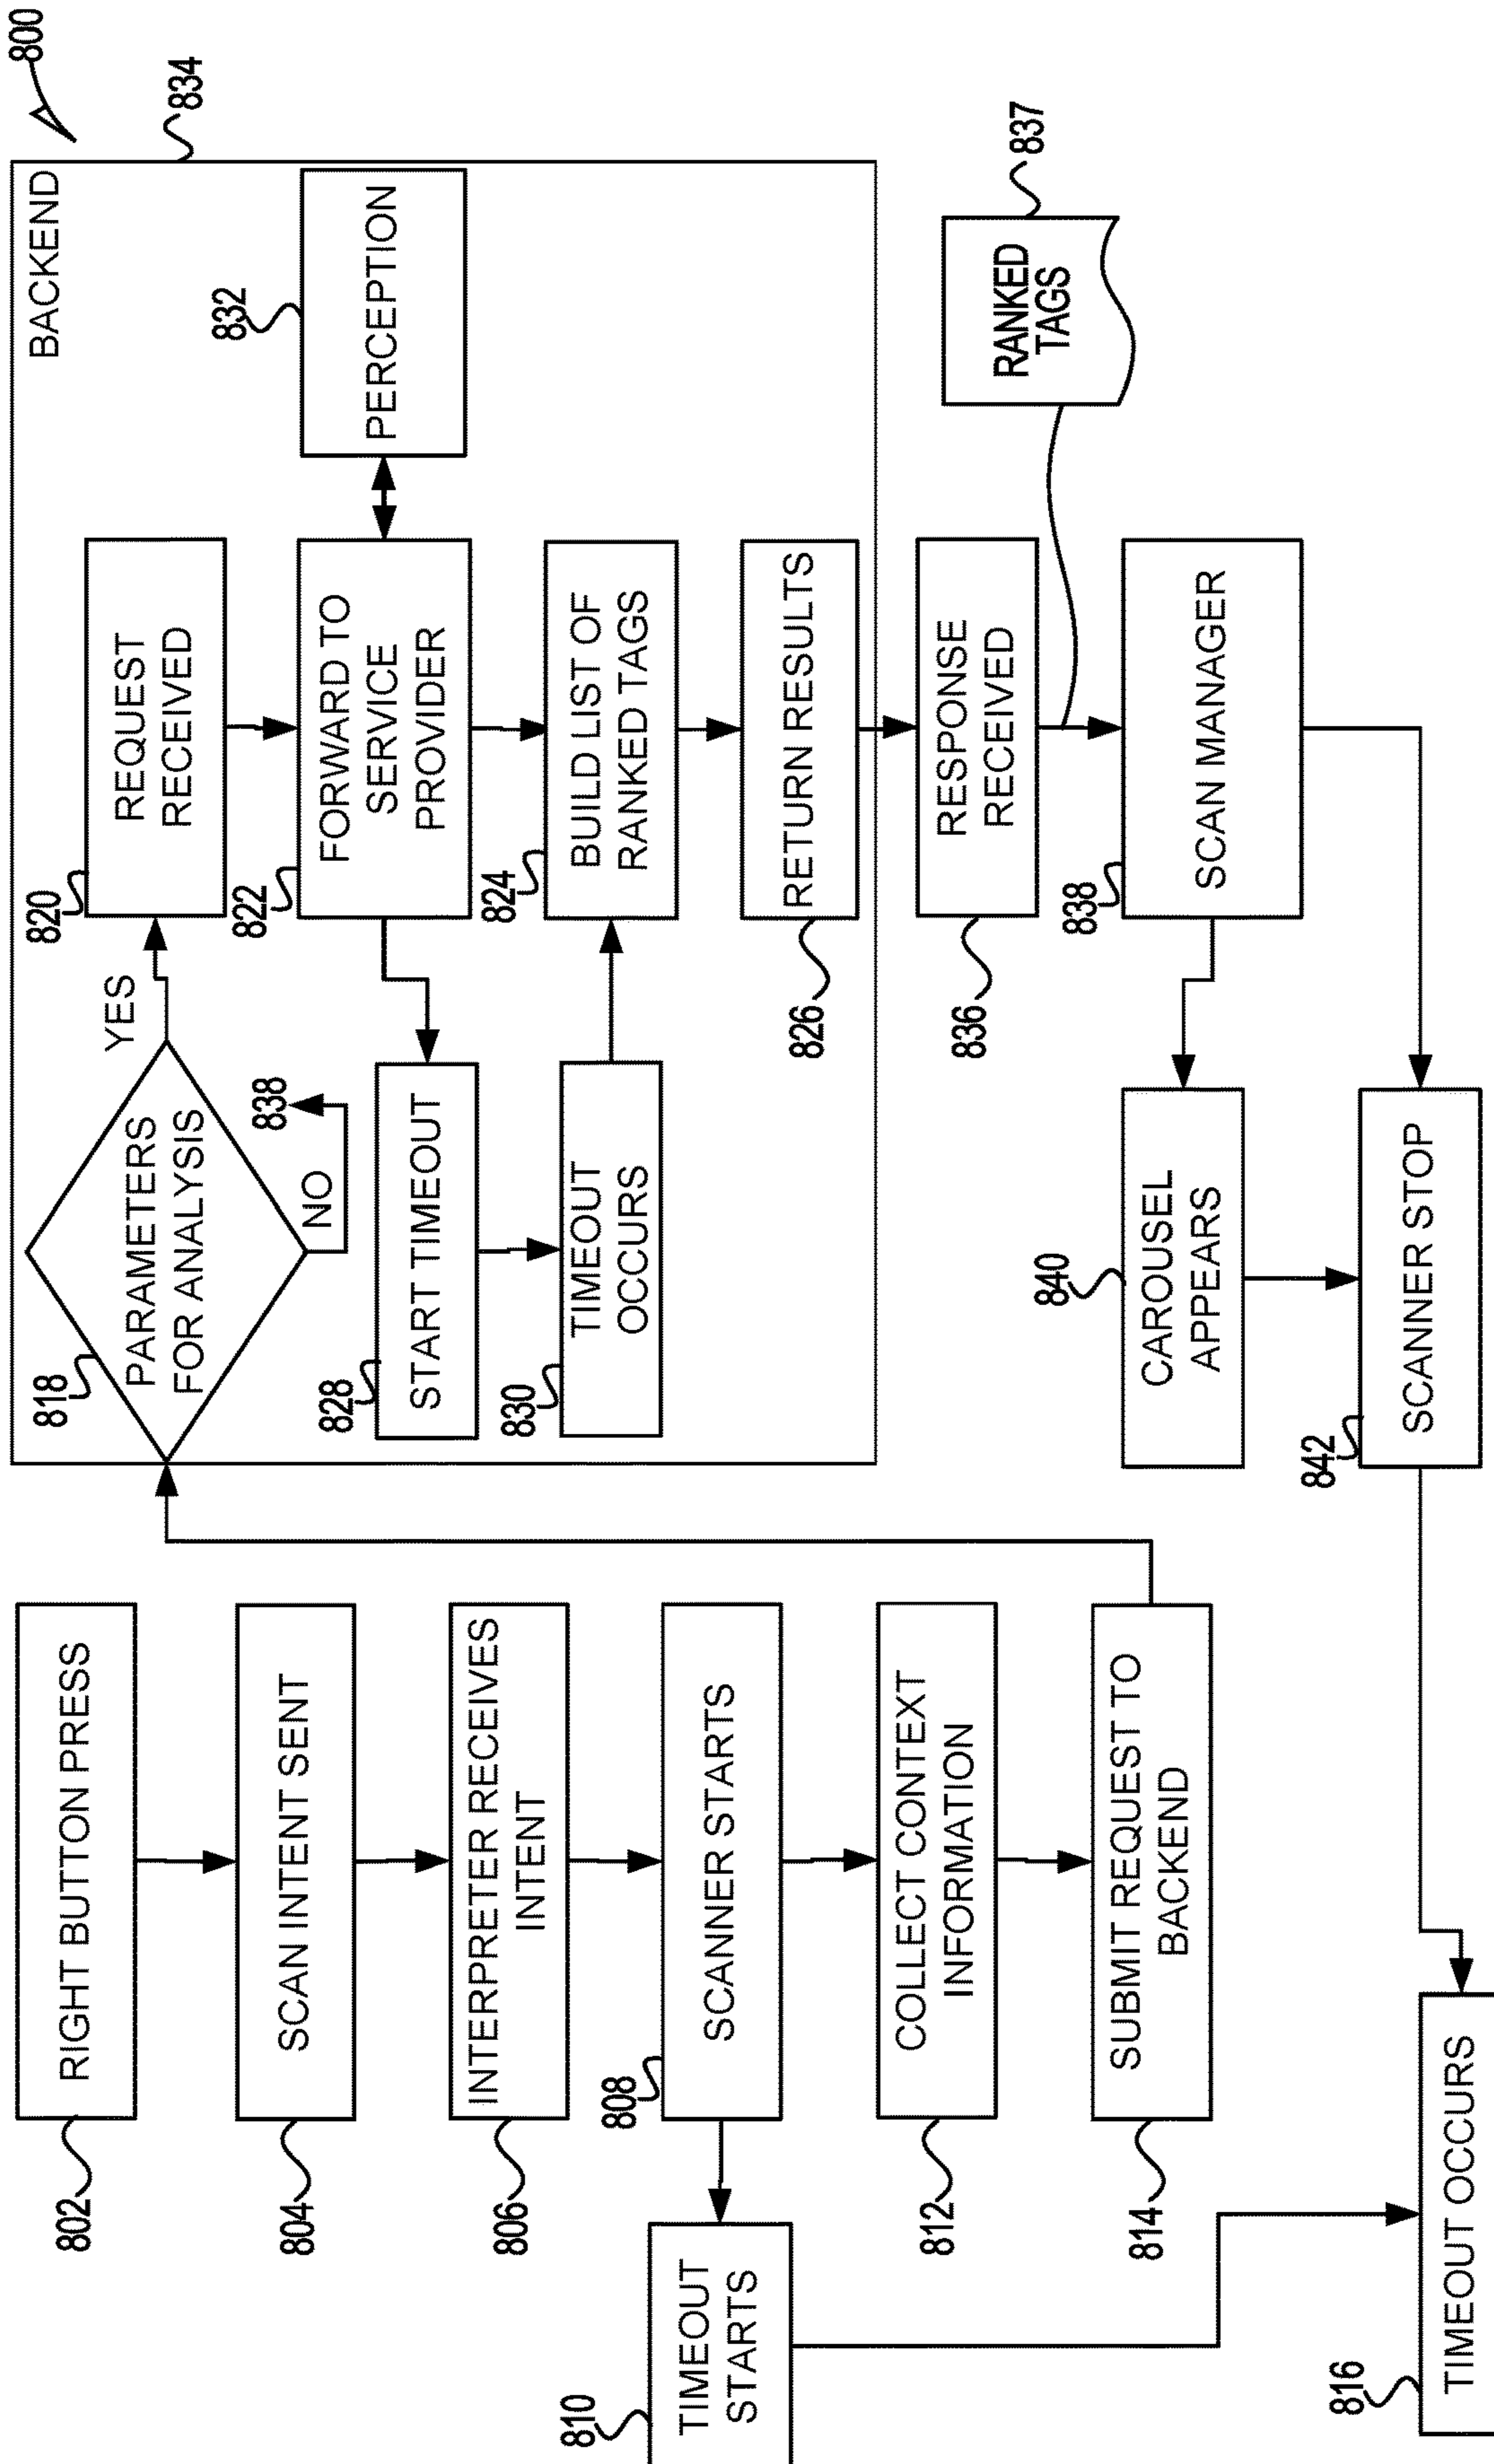 800
802
RIGHT BUTTON PRESS
804
SCAN INTENT SENT
806
INTERPRETER RECEIVES
INTENT
808
SCANNER STARTS
810
TIMEOUT
STARTS
812
COLLECT CONTEXT
INFORMATION
814
SUBMIT REQUEST TO
BACKEND
816
TIMEOUT OCCURS
834
BACKEND
818
PARAMETERS
FOR ANALYSIS
YES
NO
838
820
REQUEST
RECEIVED
822
FORWARD TO
SERVICE
PROVIDER
832
PERCEPTION
828
START TIMEOUT
830
TIMEOUT
OCCURS
824
BUILD LIST OF
RANKED TAGS
826
RETURN RESULTS
836
RESPONSE
RECEIVED
837
RANKED
TAGS
838
SCAN MANAGER
840
CAROUSEL
APPEARS
842
SCANNER STOP